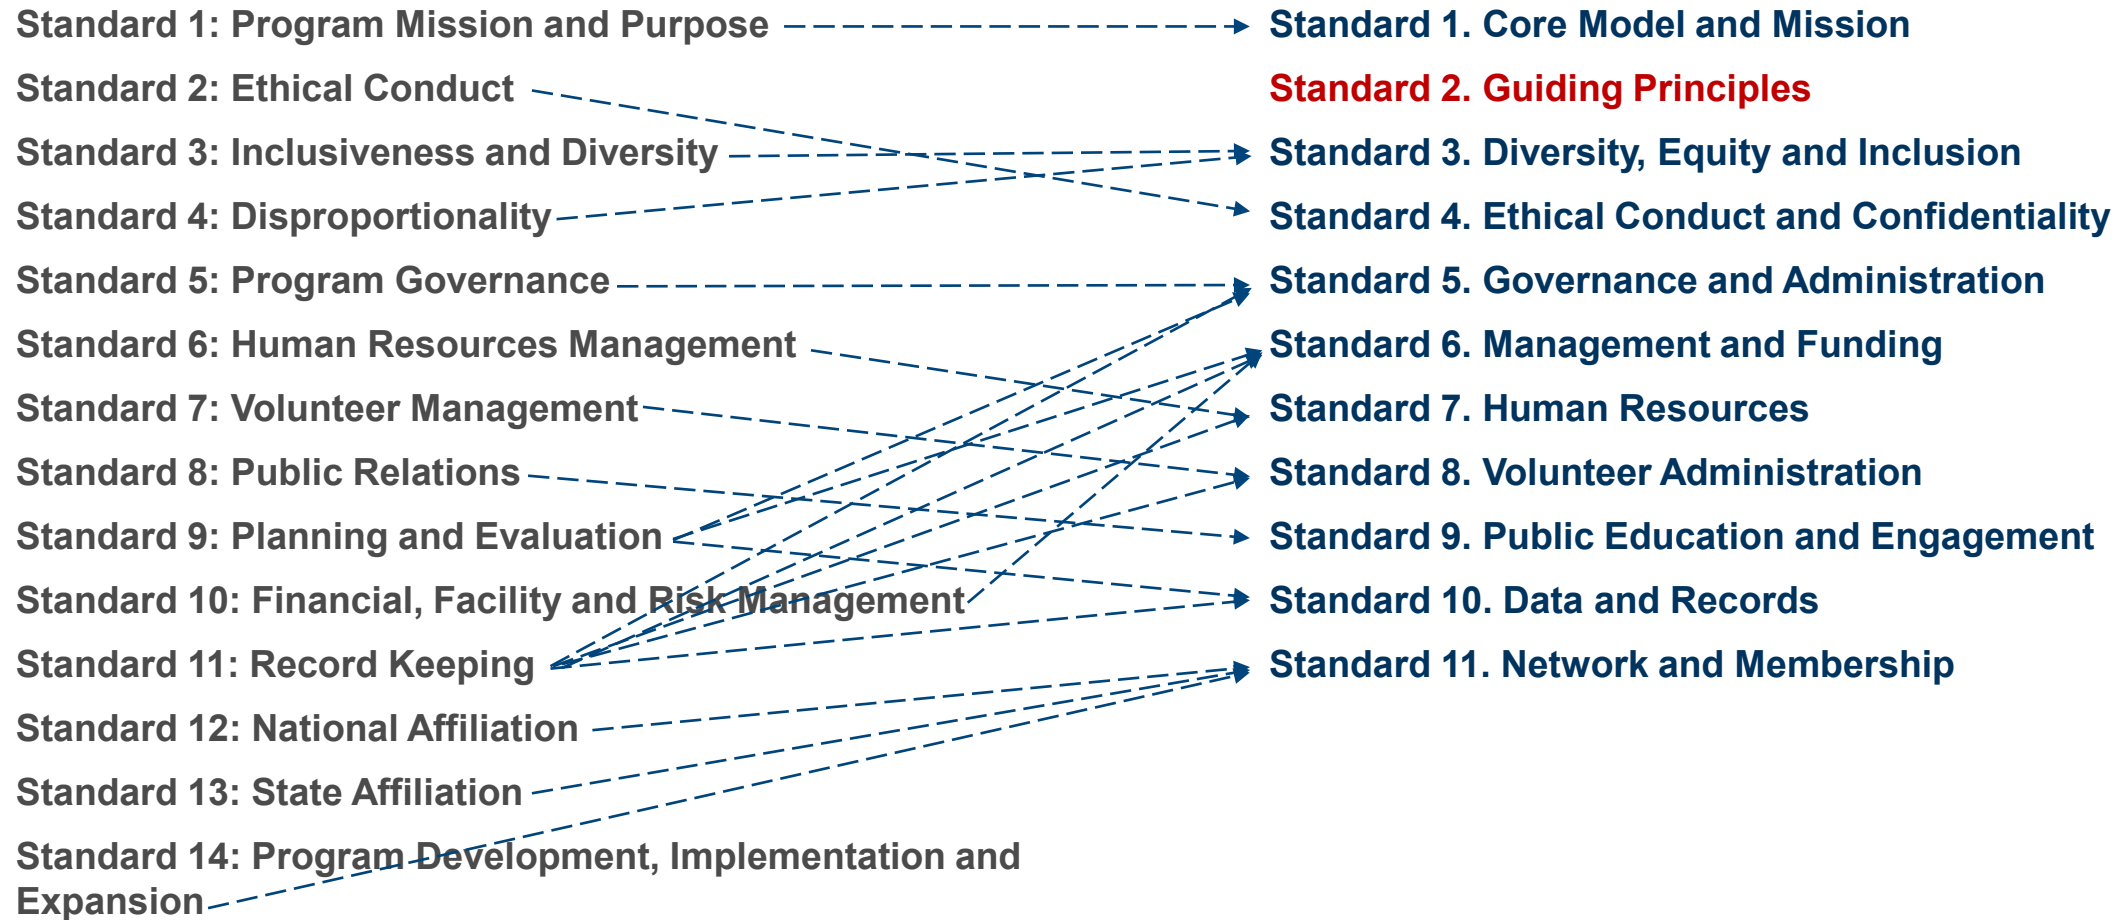 Standard 1: Program Mission and Purpose
Standard 2: Ethical Conduct
Standard 3: Inclusiveness and Diversity
Standard 4: Disproportionality
Standard 5: Program Governance
Standard 6: Human Resources Management
Standard 7: Volunteer Management
Standard 8: Public Relations
Standard 9: Planning and Evaluation
Standard 10: Financial, Facility and Risk Management
Standard 11: Record Keeping
Standard 12: National Affiliation
Standard 13: State Affiliation
Standard 14: Program Development, Implementation and
Expansion
Standard 1. Core Model and Mission
Standard 2. Guiding Principles
Standard 3. Diversity, Equity and Inclusion
Standard 4. Ethical Conduct and Confidentiality
Standard 5. Governance and Administration
Standard 6. Management and Funding
Standard 7. Human Resources
Standard 8. Volunteer Administration
Standard 9. Public Education and Engagement
Standard 10. Data and Records
Standard 11. Network and Membership